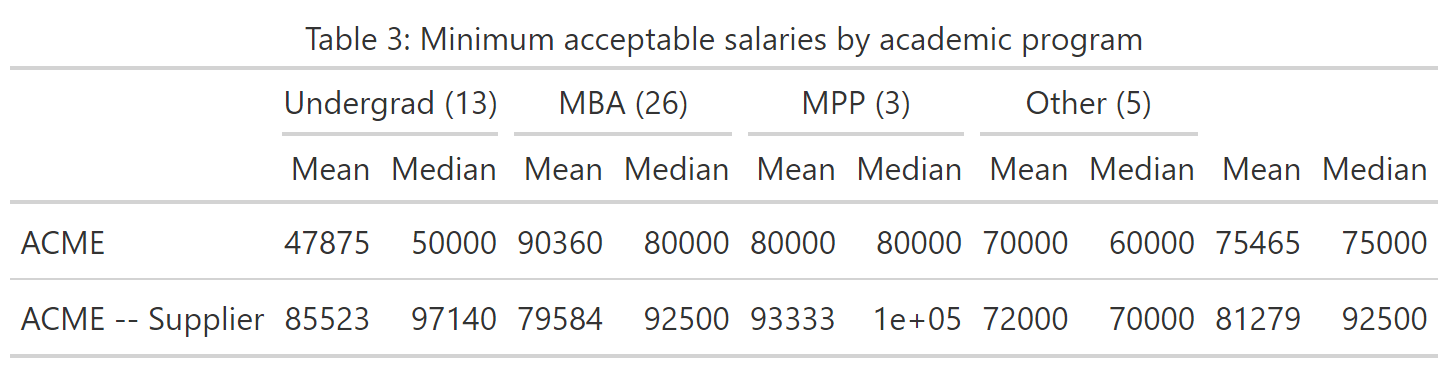 Table 3: Minimum acceptable salaries by academic program
Undergrad (13) MBA (26) MPP (3) Other (5)
Mean Median Mean Median Mean Median Mean Median Mean Median
ACME 47875 50000 90360 80000 80000 80000 70000 60000 75465 75000
ACME -- Supplier 85523 97140 79584 92500 93333 1e+05 72000 70000 81279 92500